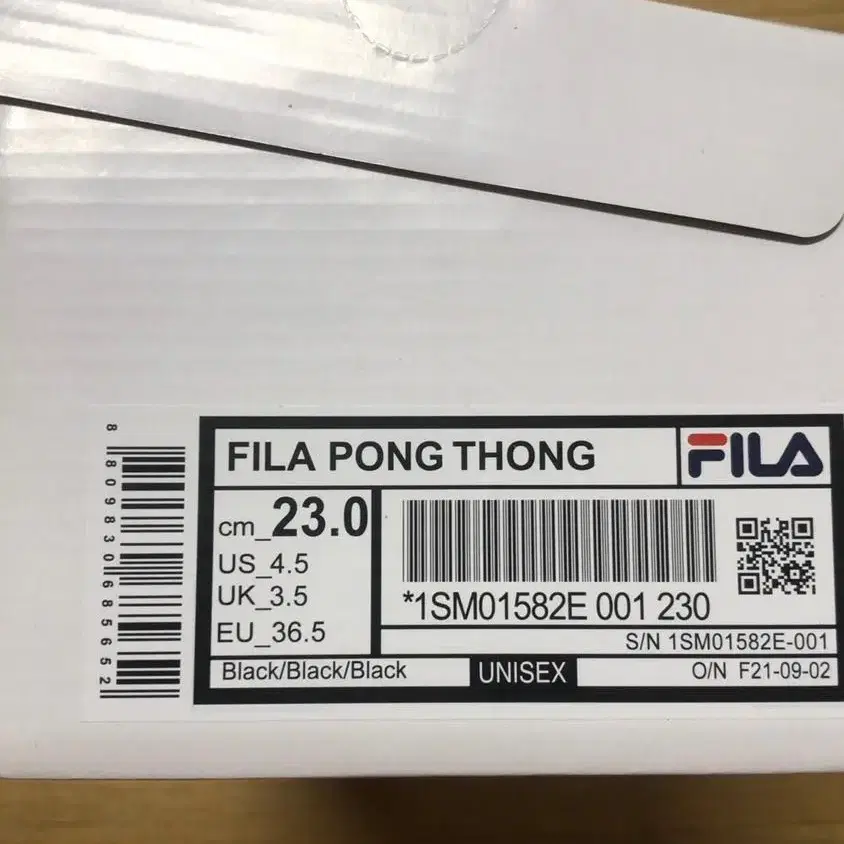 FILA PONG THONG
FILA
cm_23.0
US_4.5
UK_3.5
EU_36.5
*1SM01582E 001 230
S/N 1SM01582E-001
Black/Black/Black
UNISEX
O/N F21-09-02
8 809830 685652